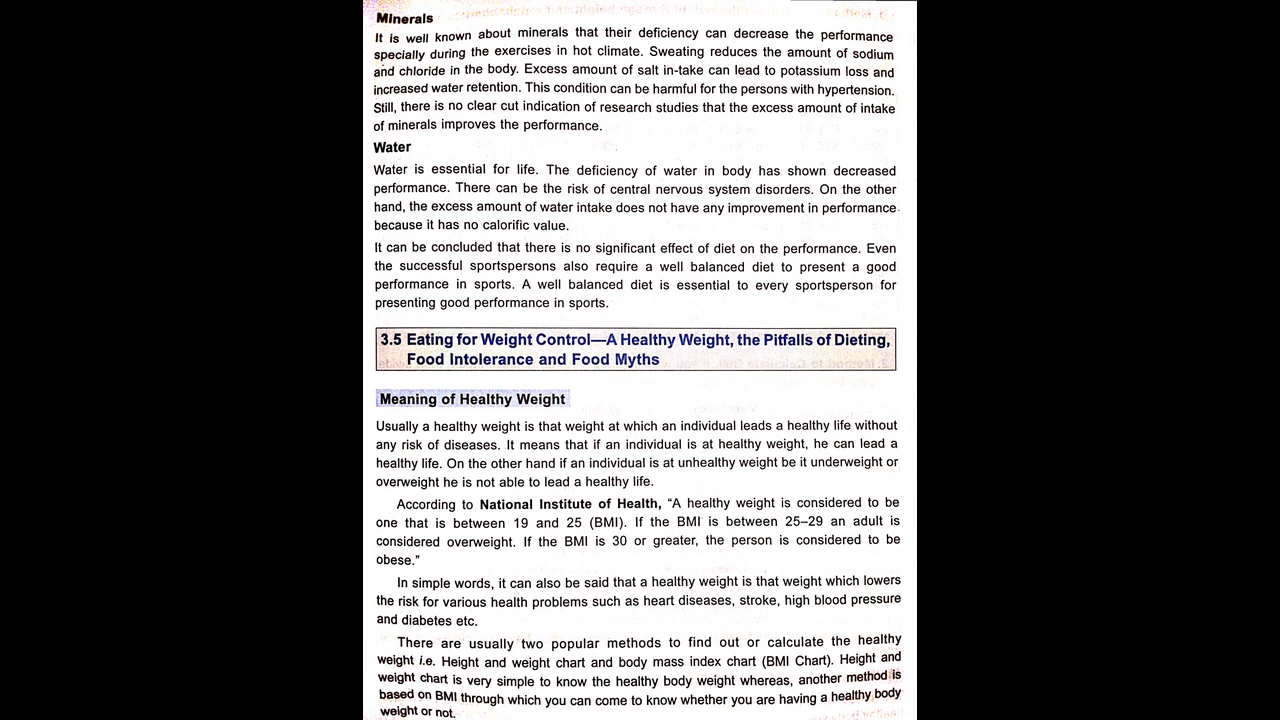 Minerals
It is well known about minerals that their deficiency can decrease the performance
specially during the exercises in hot climate. Sweating reduces the amount of sodium
and chloride in the body. Excess amount of salt in-take can lead to potassium loss and
increased water retention. This condition can be harmful for the persons with hypertension.
Still, there is no clear cut indication of research studies that the excess amount of intake
of minerals improves the performance.
Water
Water is essential for life. The deficiency of water in body has shown decreased
performance. There can be the risk of central nervous system disorders. On the other
hand, the excess amount of water intake does not have any improvement in performance
because it has no calorific value.
It can be concluded that there is no significant effect of diet on the performance. Even
the successful sportspersons also require a well balanced diet to present a good
performance in sports. A well balanced diet is essential to every sportsperson for
presenting good performance in sports.
3.5 Eating for Weight Control—A Healthy Weight, the Pitfalls of Dieting,
Food Intolerance and Food Myths
Meaning of Healthy Weight
Usually a healthy weight is that weight at which an individual leads a healthy life without
any risk of diseases. It means that if an individual is at healthy weight, he can lead a
healthy life. On the other hand if an individual is at unhealthy weight be it underweight or
overweight he is not able to lead a healthy life.
According to National Institute of Health, “A healthy weight is considered to be
one that is between 19 and 25 (BMI). If the BMI is between 25–29 an adult is
considered overweight. If the BMI is 30 or greater, the person is considered to be
obese.”
In simple words, it can also be said that a healthy weight is that weight which lowers
the risk for various health problems such as heart diseases, stroke, high blood pressure
and diabetes etc.
There are usually two popular methods to find out or calculate the healthy
weight i.e. Height and weight chart and body mass index chart (BMI Chart). Height and
weight chart is very simple to know the healthy body weight whereas, another method is
based on BMI through which you can come to know whether you are having a healthy body
weight or not.